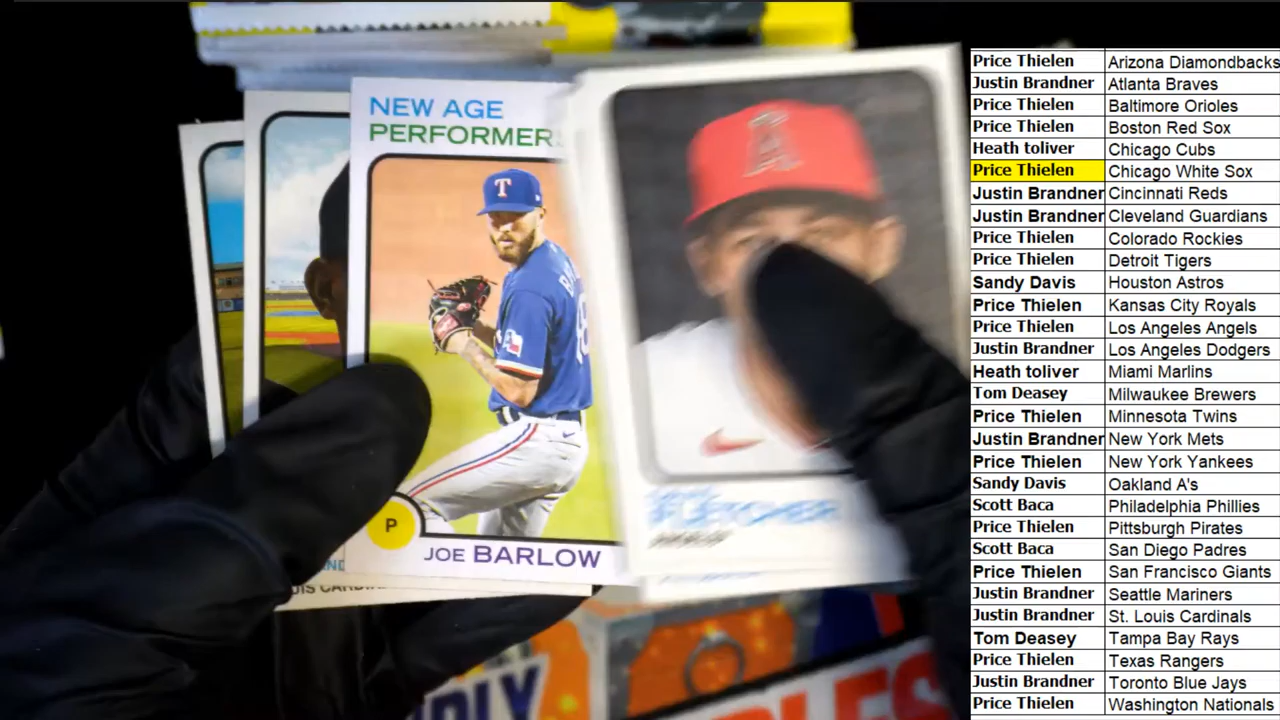 NEW AGE
PERFORMER
T
P
JOE BARLOW
A
FLETCHER
Price Thielen Arizona Diamondbacks
Justin Brandner Atlanta Braves
Price Thielen Baltimore Orioles
Price Thielen Boston Red Sox
Heath toliver Chicago Cubs
Price Thielen Chicago White Sox
Justin Brandner Cincinnati Reds
Justin Brandner Cleveland Guardians
Price Thielen Colorado Rockies
Price Thielen Detroit Tigers
Sandy Davis Houston Astros
Price Thielen Kansas City Royals
Price Thielen Los Angeles Angels
Justin Brandner Los Angeles Dodgers
Heath toliver Miami Marlins
Tom Deasey Milwaukee Brewers
Price Thielen Minnesota Twins
Justin Brandner New York Mets
Price Thielen New York Yankees
Sandy Davis Oakland A's
Scott Baca Philadelphia Phillies
Price Thielen Pittsburgh Pirates
Scott Baca San Diego Padres
Price Thielen San Francisco Giants
Justin Brandner Seattle Mariners
Justin Brandner St. Louis Cardinals
Tom Deasey Tampa Bay Rays
Price Thielen Texas Rangers
Justin Brandner Toronto Blue Jays
Price Thielen Washington Nationals